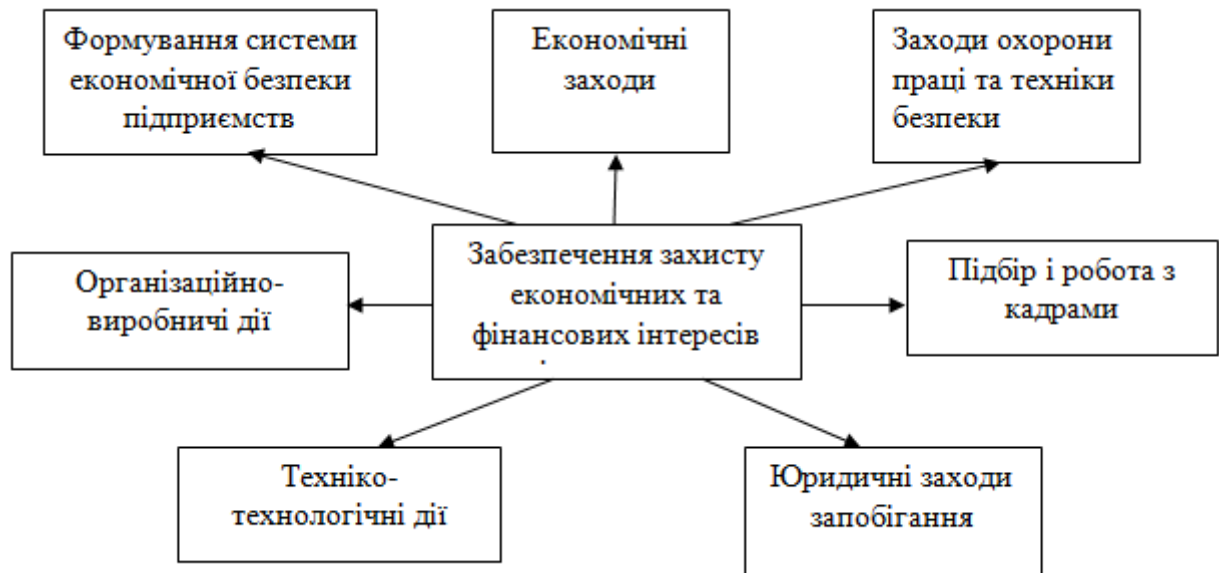 Формування системи
економічної безпеки
підприємств
Економічні
заходи
Заходи охорони
праці та техніки
безпеки
Організаційно-
виробничі дії
Забезпечення захисту
економічних та
фінансових інтересів
Підбір і робота з
кадрами
Техніко-
технологічні дії
Юридичні заходи
запобігання